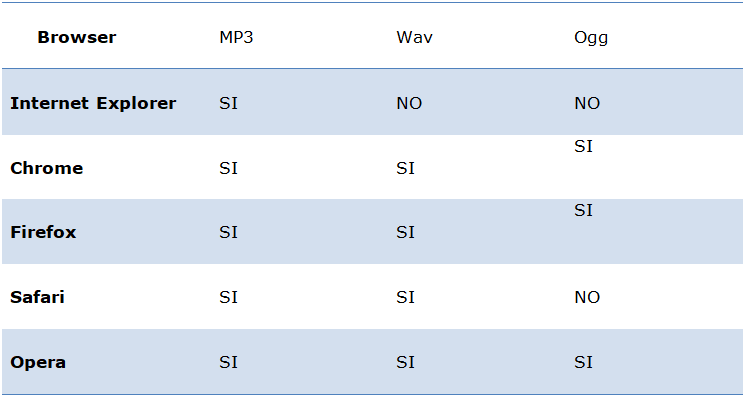 Browser MP3 Wav Ogg
Internet Explorer SI NO NO
Chrome SI SI SI
Firefox SI SI SI
Safari SI SI NO
Opera SI SI SI